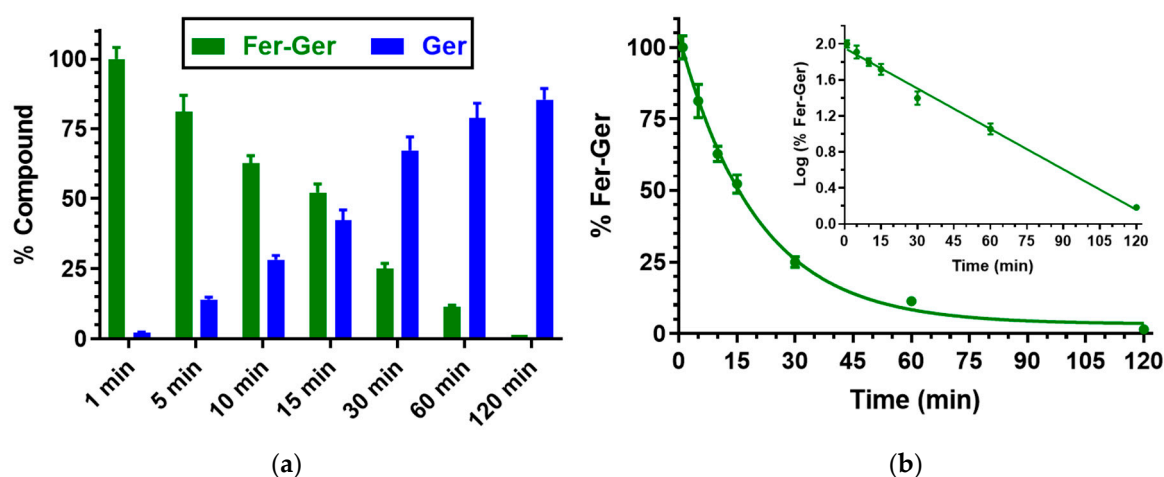 Fer-Ger Ger
% Compound
100
75
50
25
0
1 min 5 min 10 min 15 min 30 min 60 min 120 min
(a)
% Fer-Ger
100
75
50
25
0
0 15 30 45 60 75 90 105 120
Time (min)
Log (% Fer-Ger)
2.0
1.6
1.2
0.8
0.4
0.0
0 15 30 45 60 75 90 105 120
Time (min)
(b)